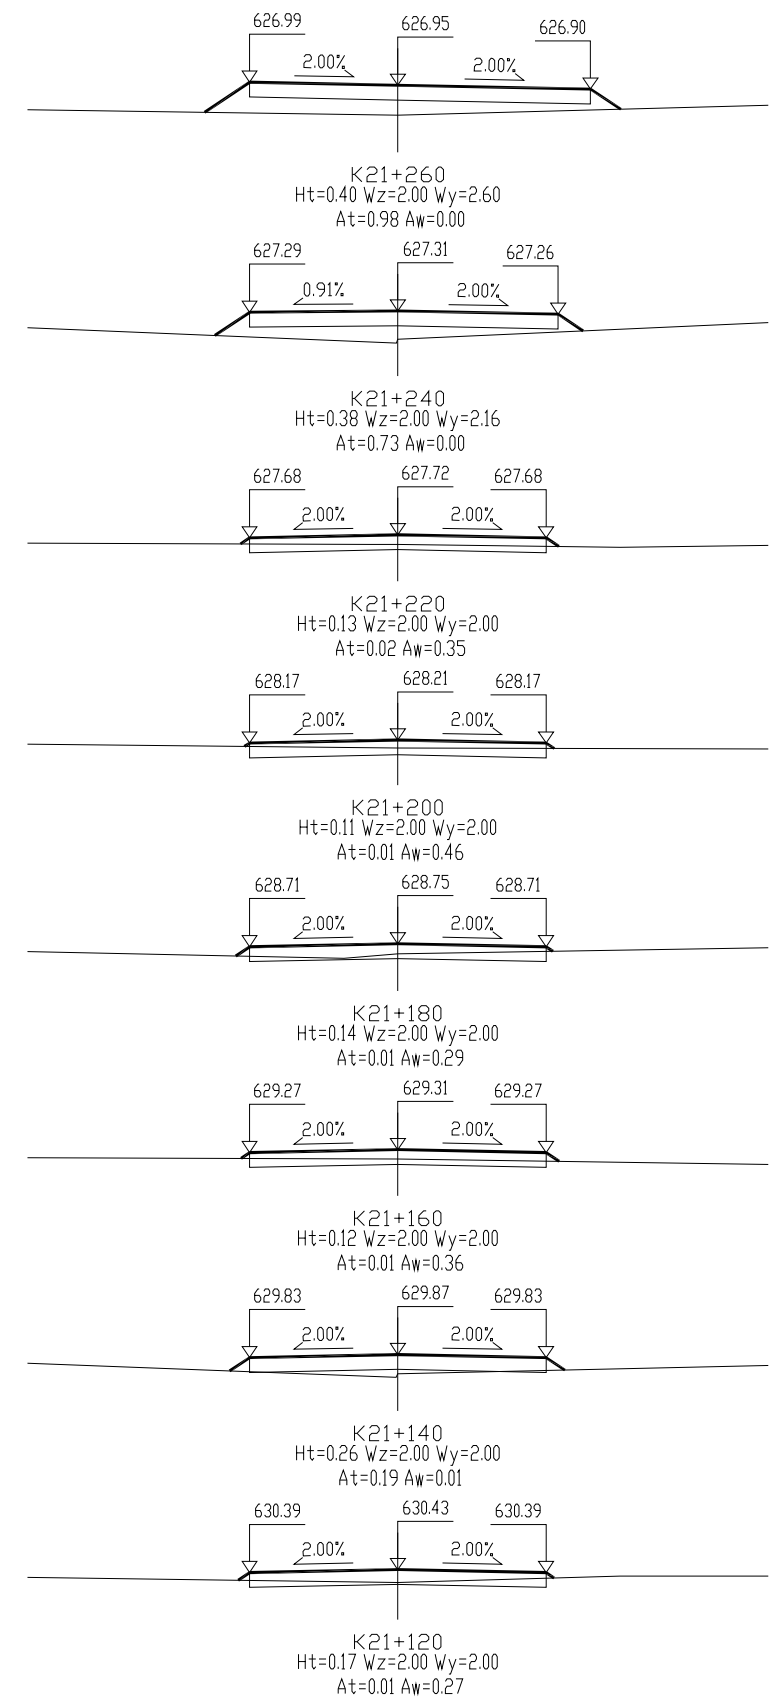 626.99 626.95 626.90
2.00% 2.00%
K21+260
Ht=0.40 Wz=2.00 Wy=2.60
At=0.98 Aw=0.00
627.29 627.31 627.26
0.91% 2.00%
K21+240
Ht=0.38 Wz=2.00 Wy=2.16
At=0.73 Aw=0.00
627.68 627.72 627.68
2.00% 2.00%
K21+220
Ht=0.13 Wz=2.00 Wy=2.00
At=0.02 Aw=0.35
628.17 628.21 628.17
2.00% 2.00%
K21+200
Ht=0.11 Wz=2.00 Wy=2.00
At=0.01 Aw=0.46
628.71 628.75 628.71
2.00% 2.00%
K21+180
Ht=0.14 Wz=2.00 Wy=2.00
At=0.01 Aw=0.29
629.27 629.31 629.27
2.00% 2.00%
K21+160
Ht=0.12 Wz=2.00 Wy=2.00
At=0.01 Aw=0.36
629.83 629.87 629.83
2.00% 2.00%
K21+140
Ht=0.26 Wz=2.00 Wy=2.00
At=0.19 Aw=0.01
630.39 630.43 630.39
2.00% 2.00%
K21+120
Ht=0.17 Wz=2.00 Wy=2.00
At=0.01 Aw=0.27